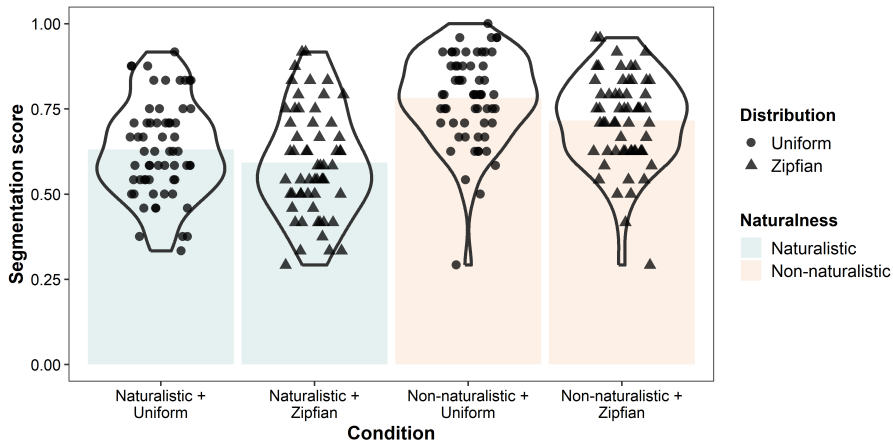 1.00
0.75
0.50
0.25
0.00
Segmentation score
Naturalistic +
Uniform
Naturalistic +
Zipfian
Non-naturalistic +
Uniform
Non-naturalistic +
Zipfian
Condition
Distribution
Uniform
Zipfian
Naturalness
Naturalistic
Non-naturalistic